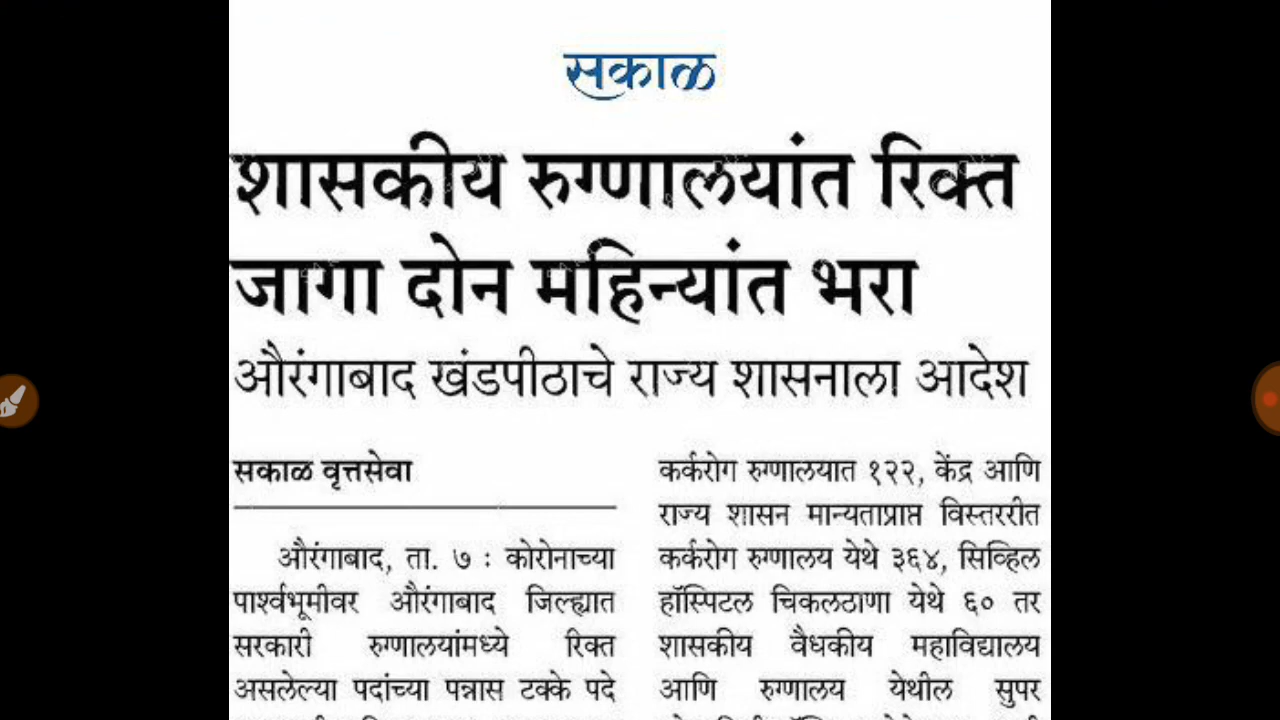 सकाळ
शासकीय रुग्णालयांत रिक्त
जागा दोन महिन्यांत भरा
औरंगाबाद खंडपीठाचे राज्य शासनाला आदेश
सकाळ वृत्तसेवा
औरंगाबाद, ता. ७ : कोरोनाच्या
पार्श्वभूमीवर औरंगाबाद जिल्ह्यात
सरकारी रुग्णालयांमध्ये रिक्त
असलेल्या पदांच्या पन्नास टक्के पदे
कर्करोग रुग्णालयात १२२, केंद्र आणि
राज्य शासन मान्यताप्राप्त विस्तररीत
कर्करोग रुग्णालय येथे ३६४, सिव्हिल
हॉस्पिटल चिकलठाणा येथे ६० तर
शासकीय वैधकीय महाविद्यालय
आणि रुग्णालय येथील सुपर